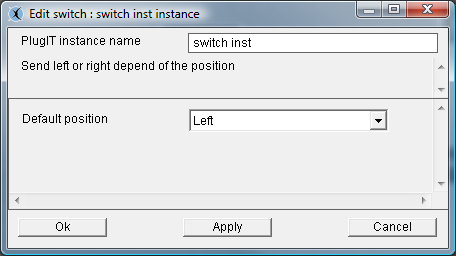 Edit switch : switch inst instance
PlugIT instance name switch inst
Send left or right depend of the position
Default position Left
Ok Apply Cancel